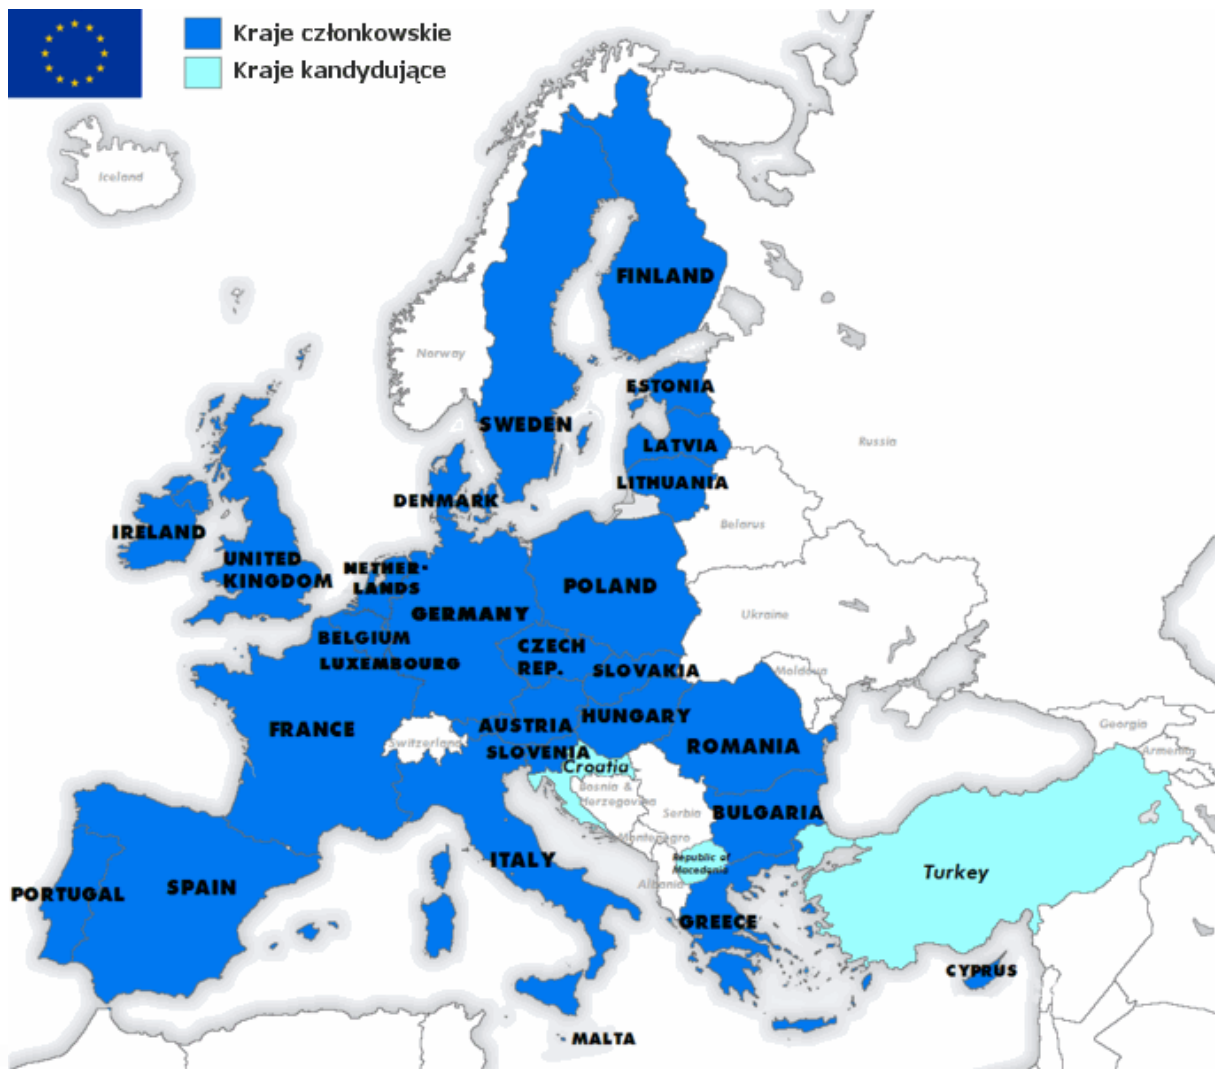 Kraje członkowskie
Kraje kandydujące
Iceland
FINLAND
Norway
ESTONIA
SWEDEN
Russia
LATVIA
LITHUANIA
DENMARK
Belarus
IRELAND
UNITED
KINGDOM
NETHER-
LANDS
POLAND
GERMANY
Ukraine
BELGIUM
CZECH
REP.
LUXEMBOURG
SLOVAKIA
Moldova
HUNGARY
AUSTRIA
FRANCE
Georgia
Switzerland
ROMANIA
SLOVENIA
Armenia
Croatia
Bosnia &
Herzegovina
Serbia
BULGARIA
Montenegro
ITALY
Republic of
Macedonia
Turkey
Albania
SPAIN
PORTUGAL
GREECE
CYPRUS
MALTA